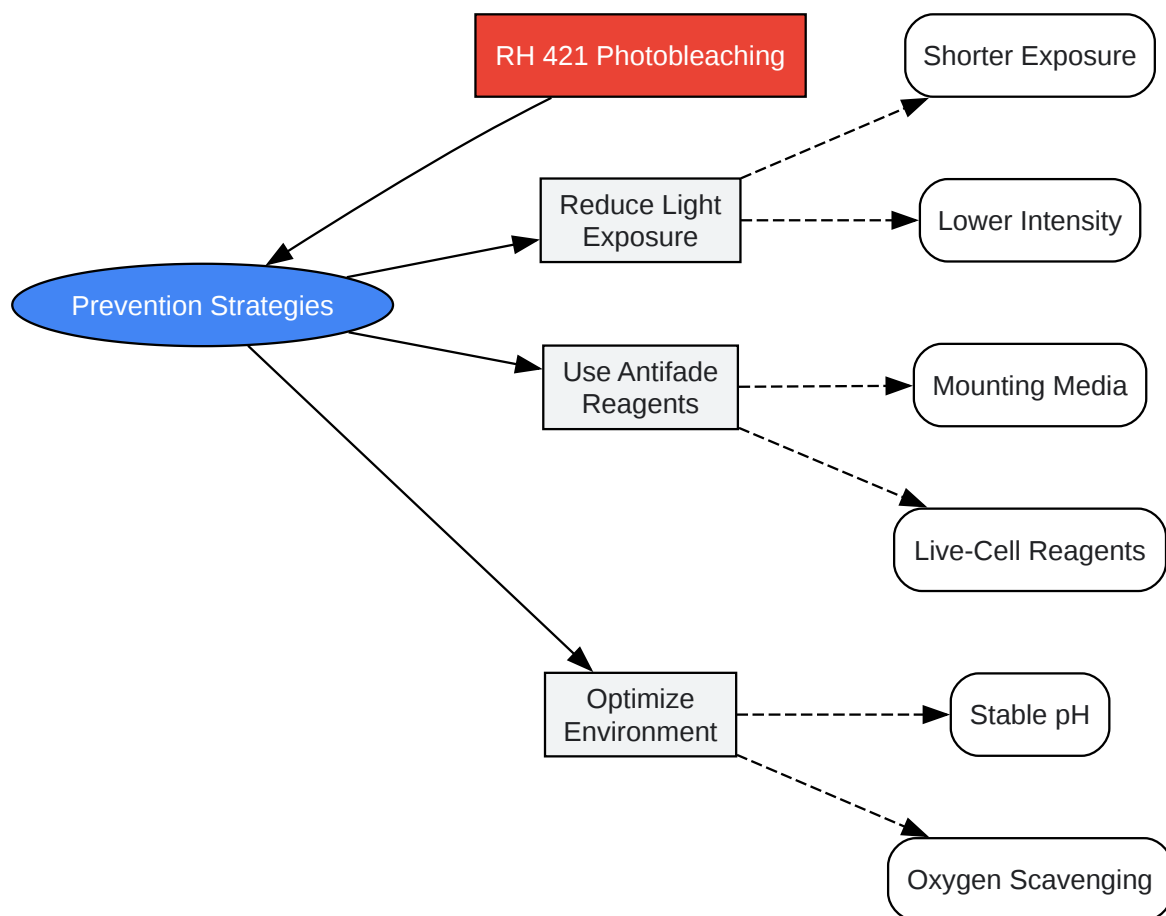 RH 421 Photobleaching
Shorter Exposure
Reduce Light
Exposure
Lower Intensity
Prevention Strategies
Use Antifade
Reagents
Mounting Media
Live-Cell Reagents
Optimize
Environment
Stable pH
Oxygen Scavenging